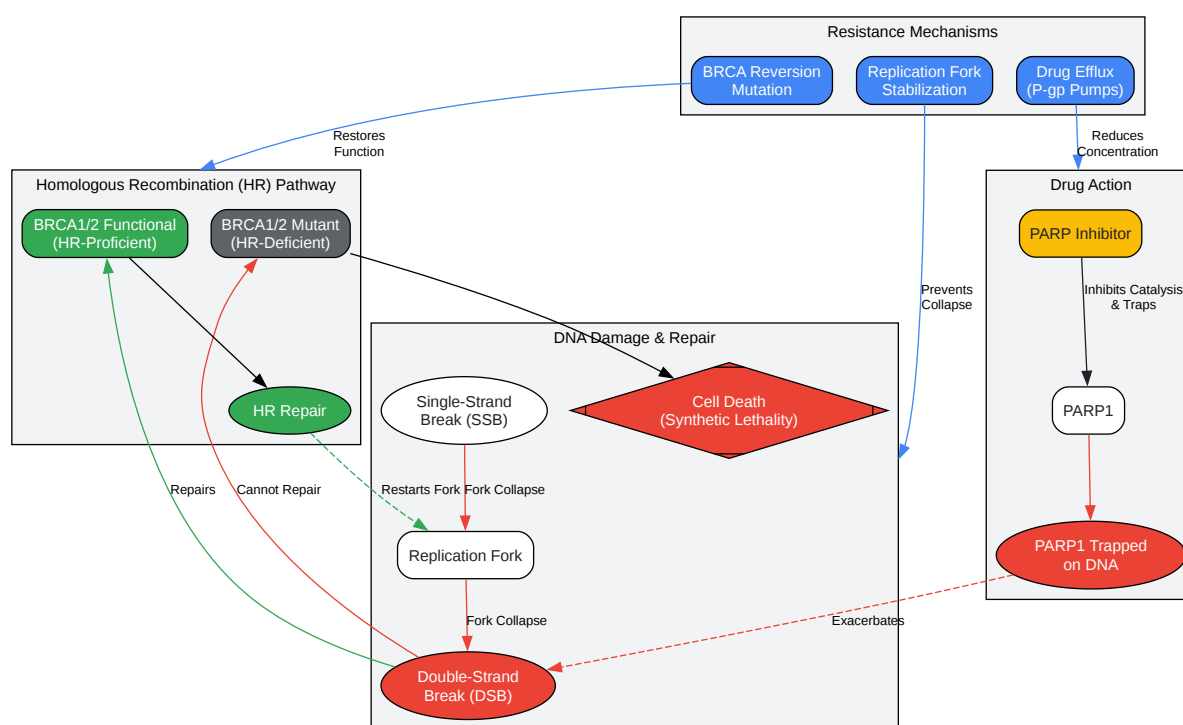 Resistance Mechanisms
BRCA Reversion
Mutation
Replication Fork
Stabilization
Drug Efflux
(P-gp Pumps)
Restores
Function
Reduces
Concentration
Homologous Recombination (HR) Pathway
BRCA1/2 Functional
(HR-Proficient)
BRCA1/2 Mutant
(HR-Deficient)
HR Repair
Drug Action
PARP Inhibitor
Inhibits Catalysis
& Traps
PARP1
PARP1 Trapped
on DNA
Prevents
Collapse
DNA Damage & Repair
Single-Strand
Break (SSB)
Cell Death
(Synthetic Lethality)
Repairs
Cannot Repair
Restarts Fork
Fork Collapse
Replication Fork
Fork Collapse
Exacerbates
Double-Strand
Break (DSB)